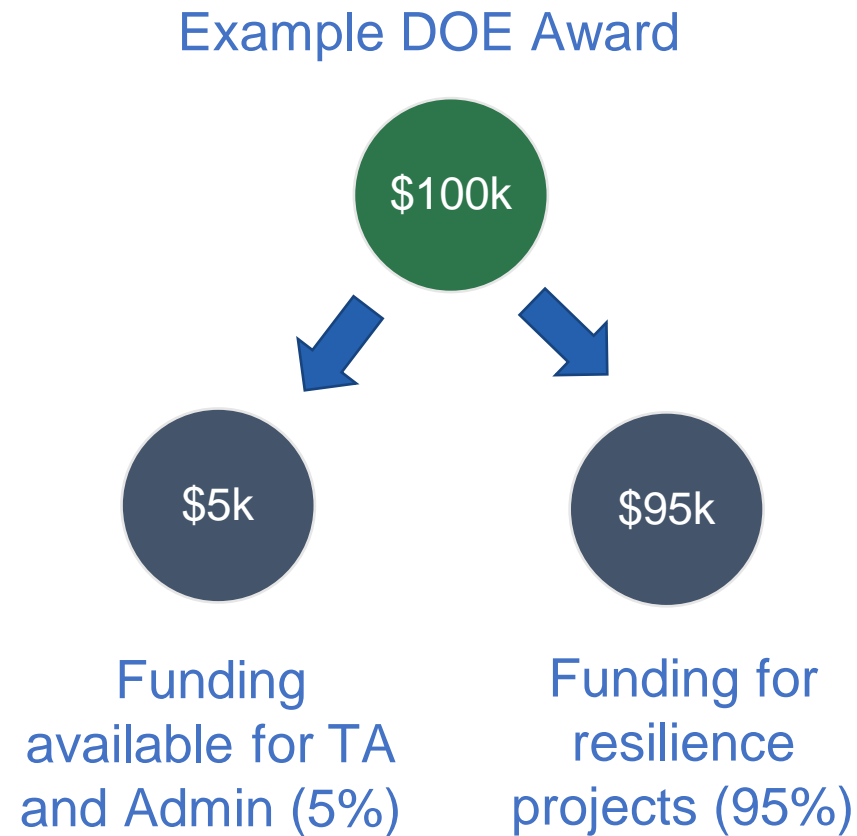 Example DOE Award
$100k
$5k
$95k
Funding
available for TA
and Admin (5%)
Funding for
resilience
projects (95%)